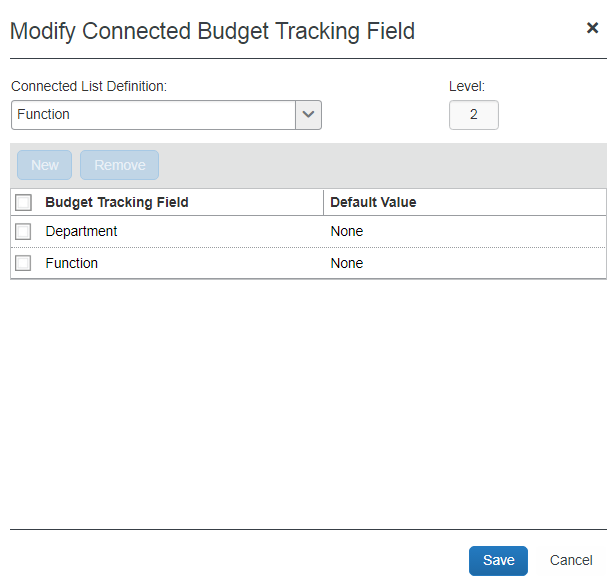 Modify Connected Budget Tracking Field ×
Connected List Definition: Level:
Function 2
New Remove
Budget Tracking Field Default Value
Department None
Function None
Save Cancel